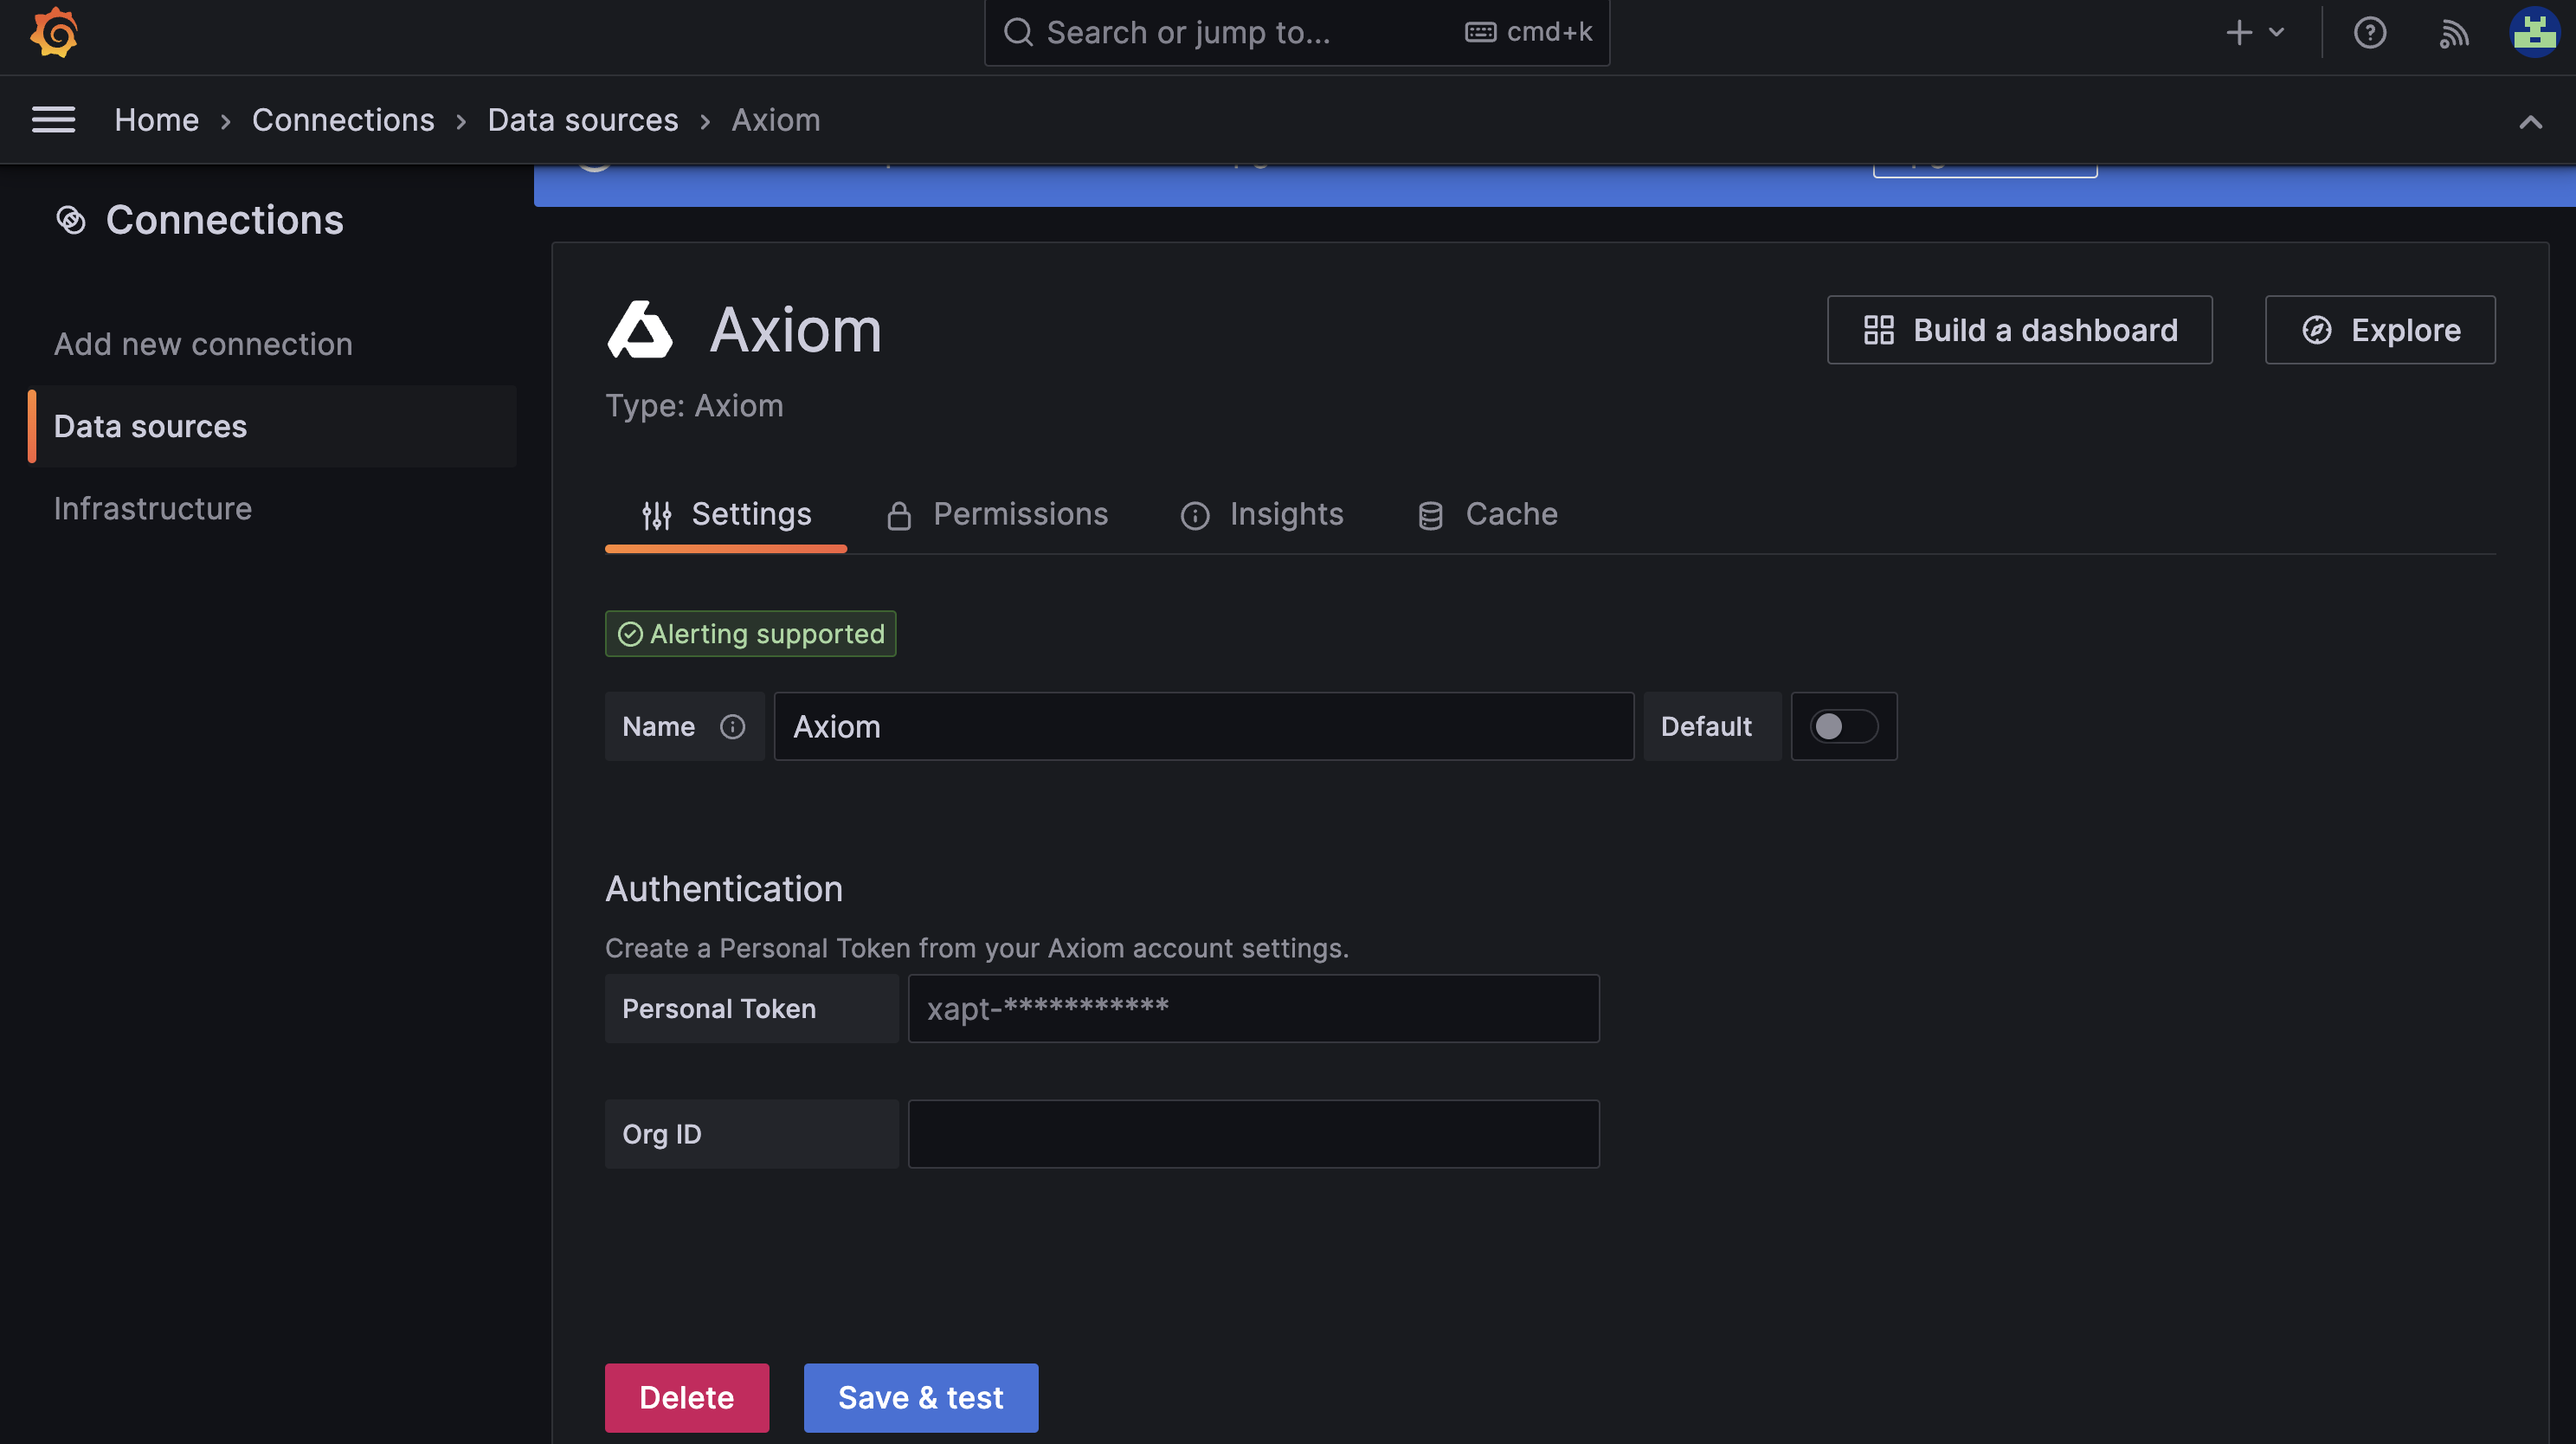 Search or jump to...
cmd+k
Home
Connections
Data sources
Axiom
Connections
Add new connection
Data sources
Infrastructure
Axiom
Type: Axiom
Build a dashboard
Explore
Settings
Permissions
Insights
Cache
Alerting supported
Name
Axiom
Default
Authentication
Create a Personal Token from your Axiom account settings.
Personal Token
xapt-***********
Org ID
Delete
Save & test